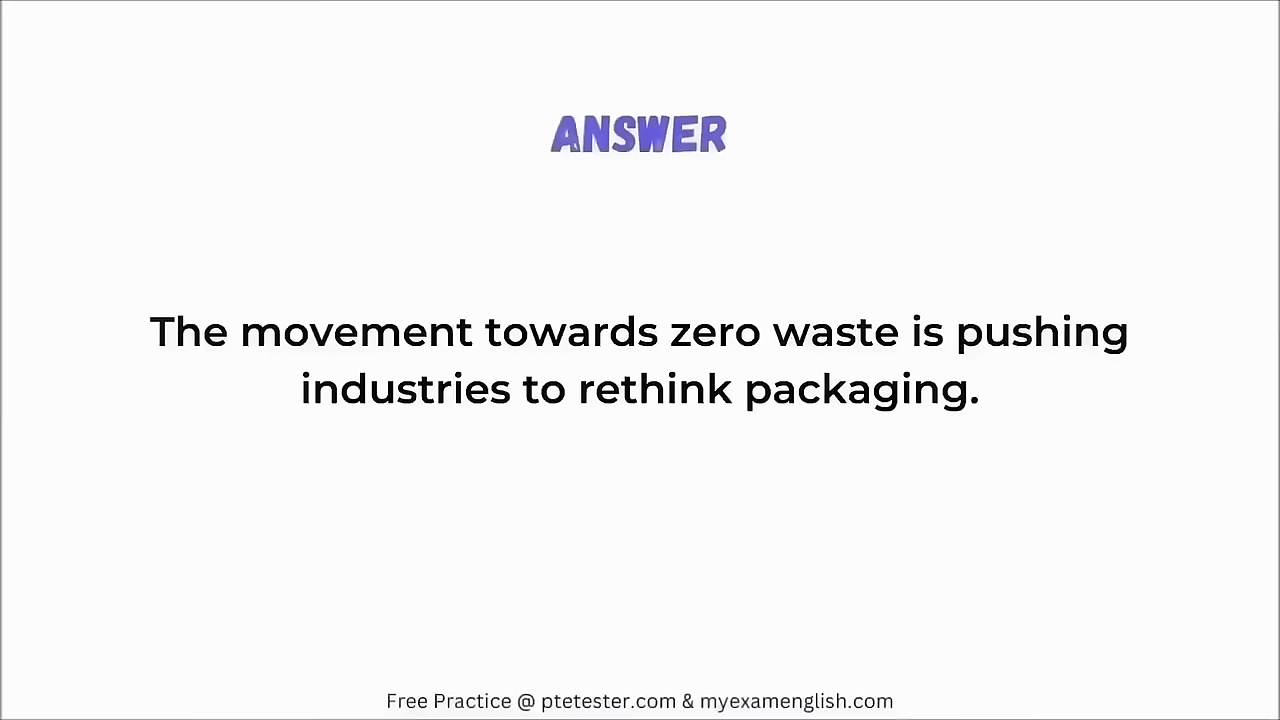 ANSWER
The movement towards zero waste is pushing
industries to rethink packaging.
Free Practice @ ptetester.com & myexamenglish.com